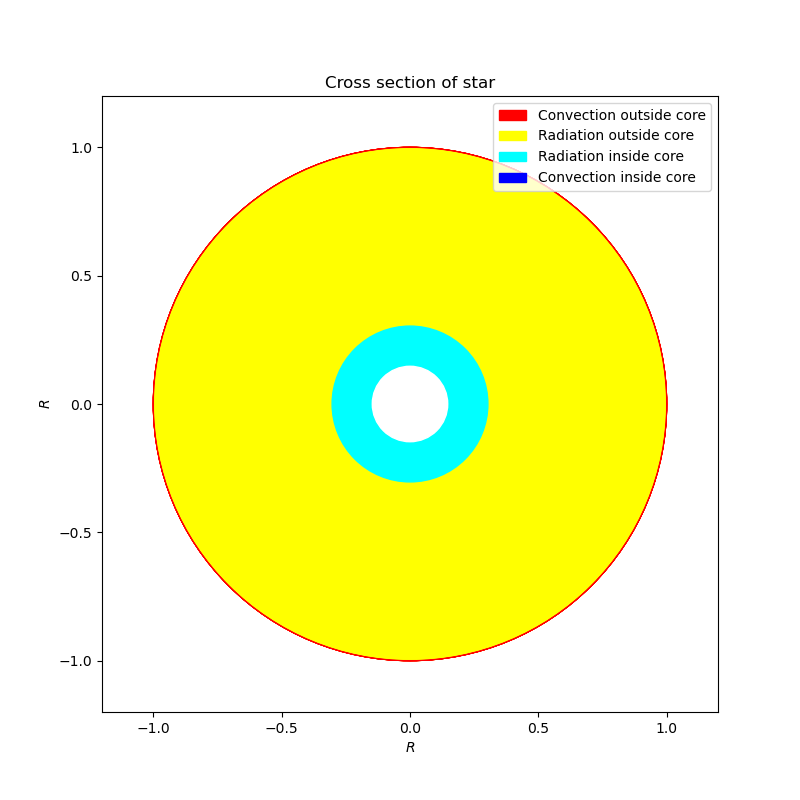 Cross section of star
Convection outside core
Radiation outside core
Radiation inside core
Convection inside core
1.0
0.5
0.0
−0.5
−1.0
R
−1.0 −0.5 0.0 0.5 1.0
R